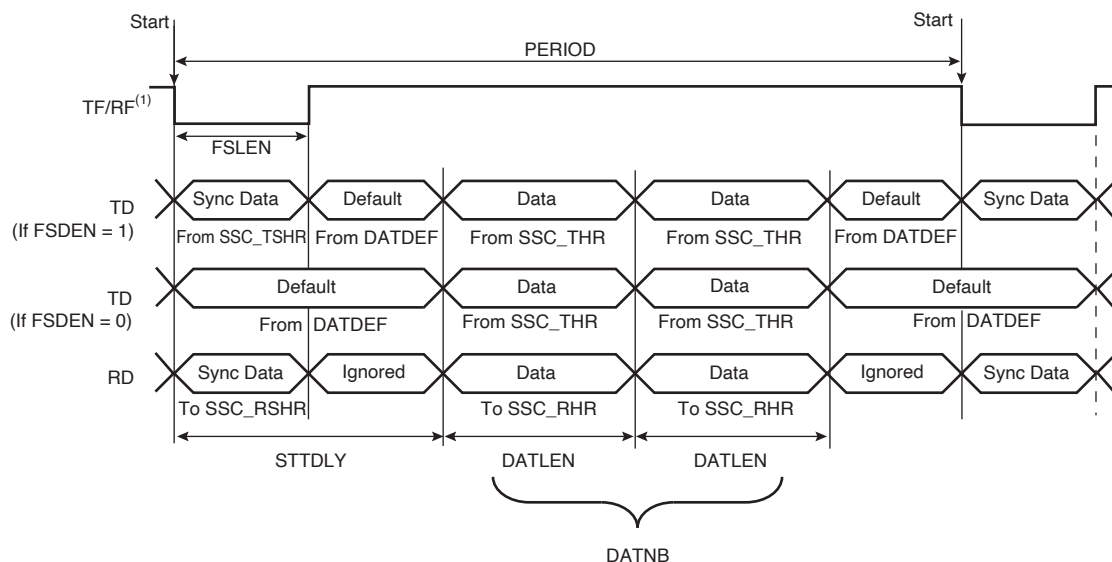 Start Start
PERIOD
TF/RF(1)
FSLEN
TD
(If FSDEN = 1)
Sync Data Default Data Data Default Sync Data
From SSC_TSHR From DATDEF From SSC_THR From SSC_THR From DATDEF
TD
(If FSDEN = 0)
Default Data Data Default
From DATDEF From SSC_THR From SSC_THR From DATDEF
RD
Sync Data Ignored Data Data Ignored Sync Data
To SSC_RSHR To SSC_RHR To SSC_RHR
STTDLY DATLEN DATLEN
DATNB